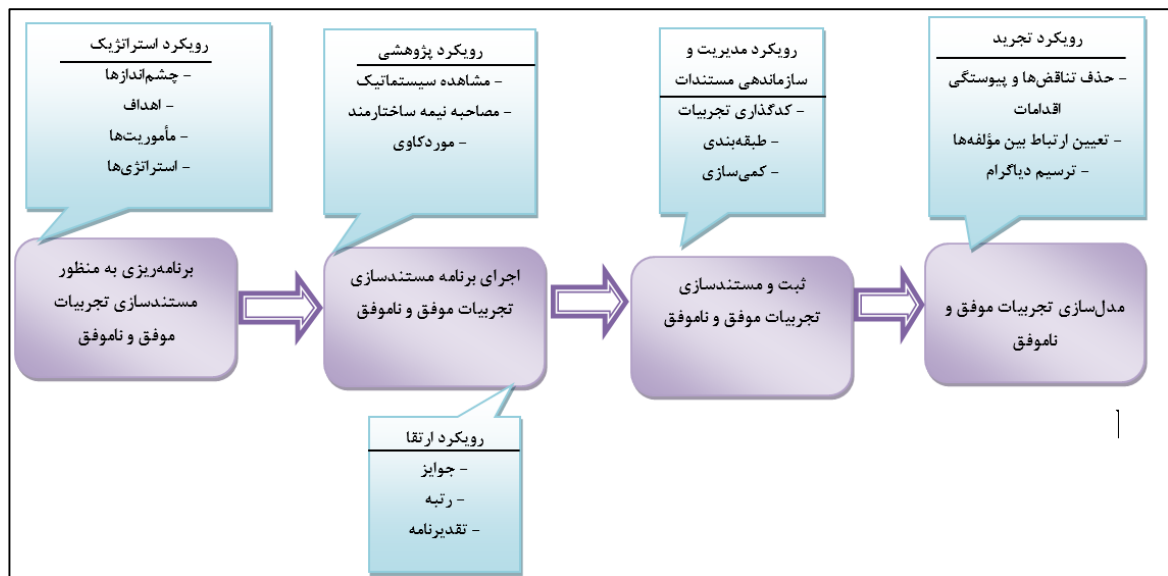 رویکرد استراتژیک
- چشم‌اندازها
- اهداف
- مأموریت‌ها
- استراتژی‌ها
برنامه‌ریزی به منظور
مستندسازی تجربیات
موفق و ناموفق
رویکرد پژوهشی
- مشاهده سیستماتیک
- مصاحبه نیمه ساختارمند
- موردکاوی
اجرای برنامه مستندسازی
تجربیات موفق و ناموفق
رویکرد ارتقا
- جوایز
- رتبه
- تقدیرنامه
رویکرد مدیریت و
سازماندهی مستندات
- کدگذاری تجربیات
- طبقه‌بندی
- کمی‌سازی
ثبت و مستندسازی
تجربیات موفق و ناموفق
رویکرد تجرید
- حذف تناقض‌ها و پیوستگی
اقدامات
- تعیین ارتباط بین مؤلفه‌ها
- ترسیم دیاگرام
مدل‌سازی تجربیات موفق و
ناموفق